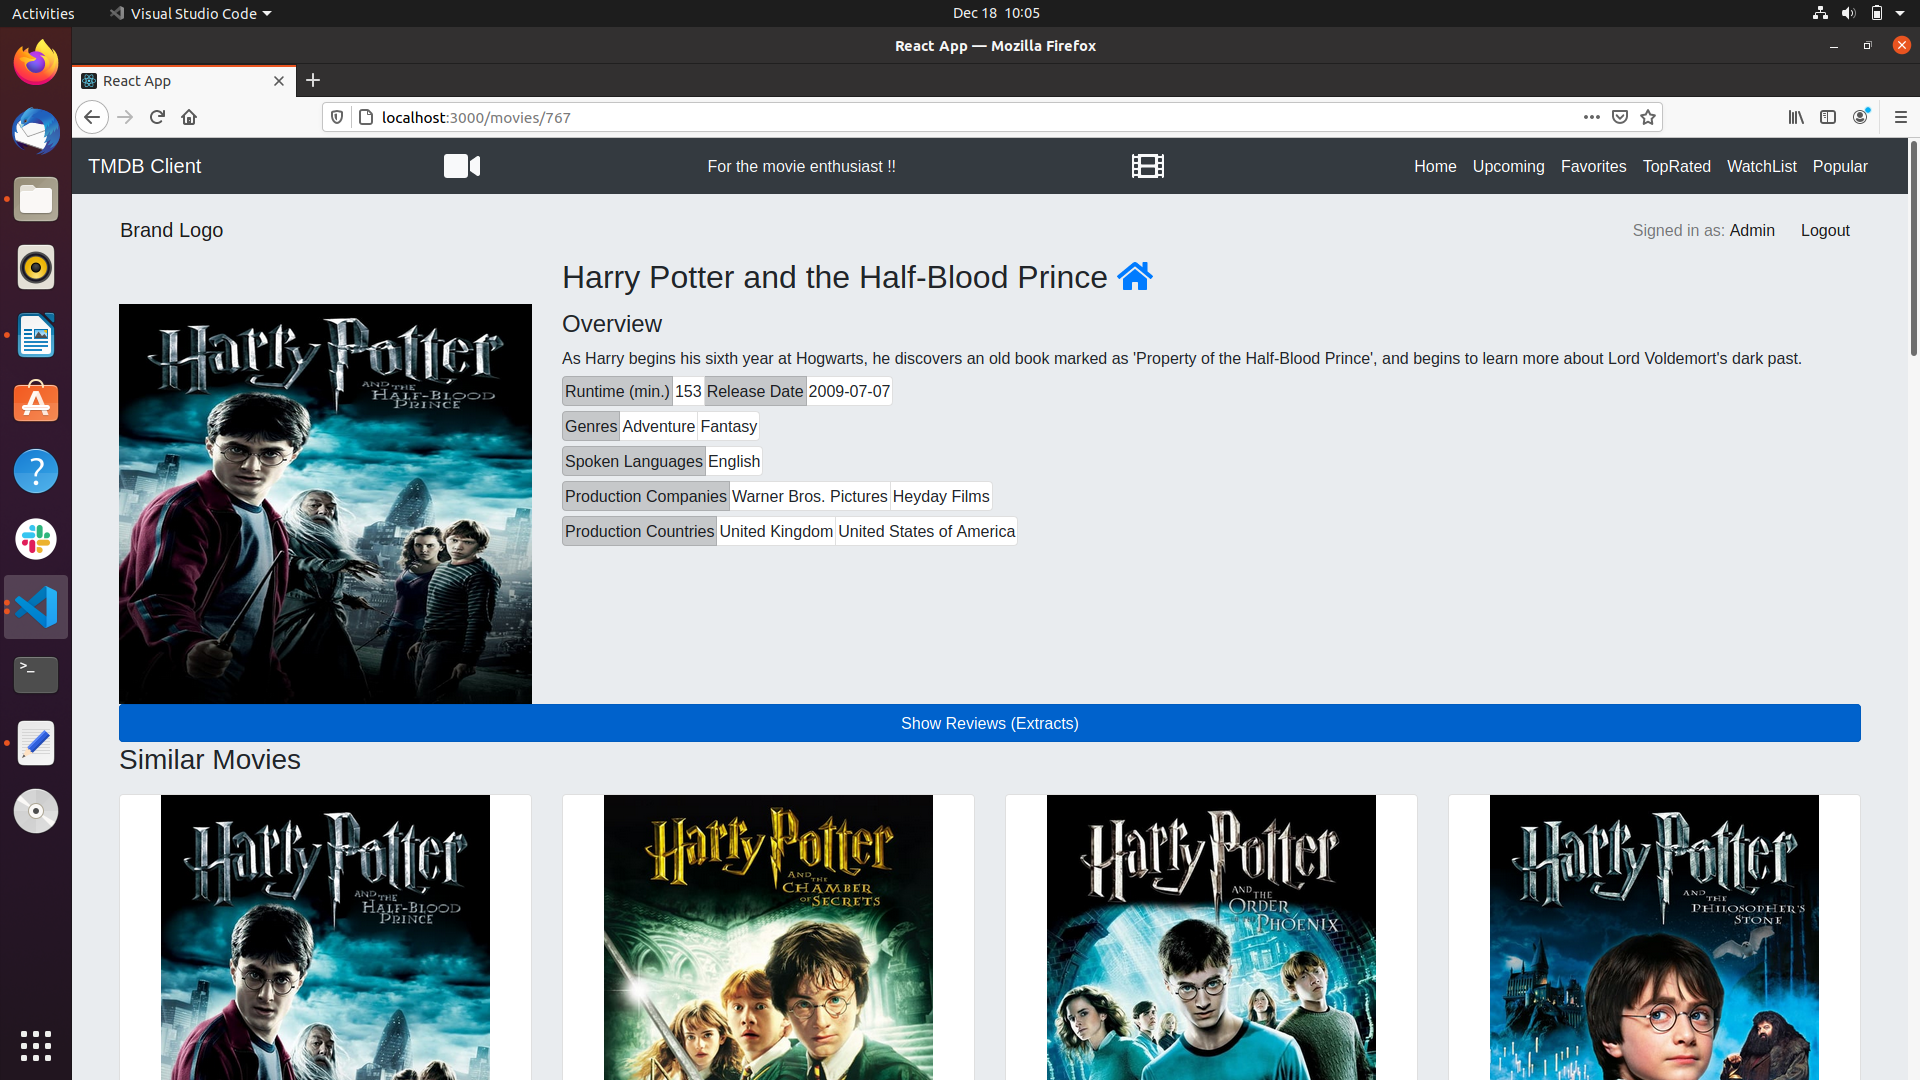 Activities Visual Studio Code Dec 18 10:05
React App — Mozilla Firefox
React App
localhost:3000/movies/767
TMDB Client For the movie enthusiast !! Home Upcoming Favorites TopRated WatchList Popular
Brand Logo Signed in as: Admin Logout
Harry Potter and the Half-Blood Prince
Overview
As Harry begins his sixth year at Hogwarts, he discovers an old book marked as 'Property of the Half-Blood Prince', and begins to learn more about Lord Voldemort's dark past.
Runtime (min.) 153 Release Date 2009-07-07
Genres Adventure Fantasy
Spoken Languages English
Production Companies Warner Bros. Pictures Heyday Films
Production Countries United Kingdom United States of America
Harry Potter
AND THE
HALF-BLOOD
PRINCE
Show Reviews (Extracts)
Similar Movies
Harry Potter
AND THE
HALF-BLOOD
PRINCE
Harry Potter
AND THE
CHAMBER
OF SECRETS
Harry Potter
AND THE
ORDER
OF THE
PHOENIX
Harry Potter
AND THE
PHILOSOPHER'S
STONE